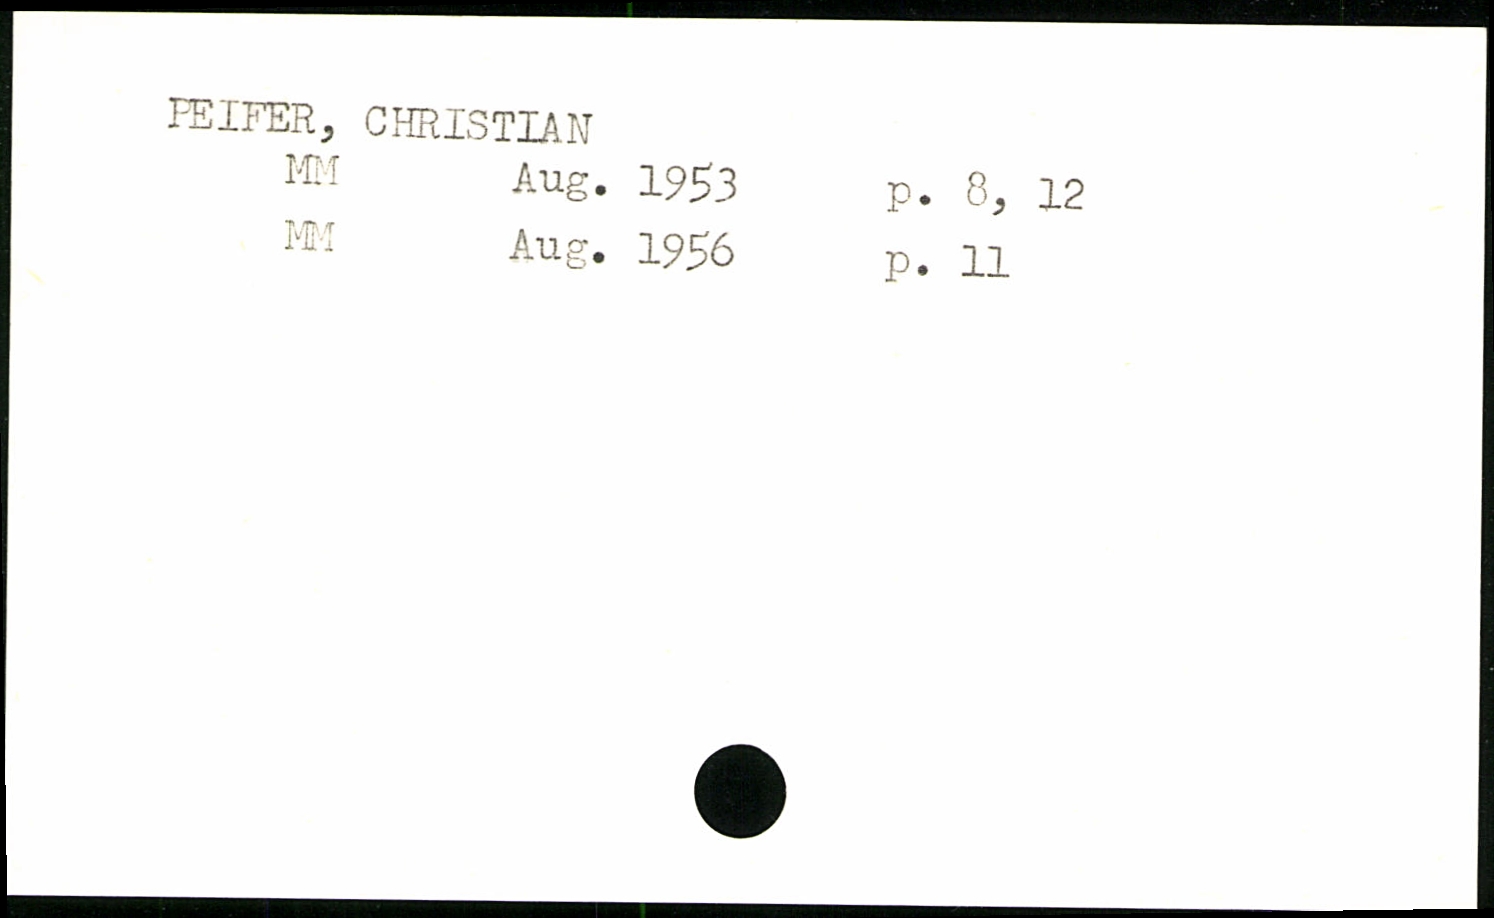 PEIFER, CHRISTIAN
MM Aug. 1953 p. 8, 12
MM Aug. 1956 p. 11